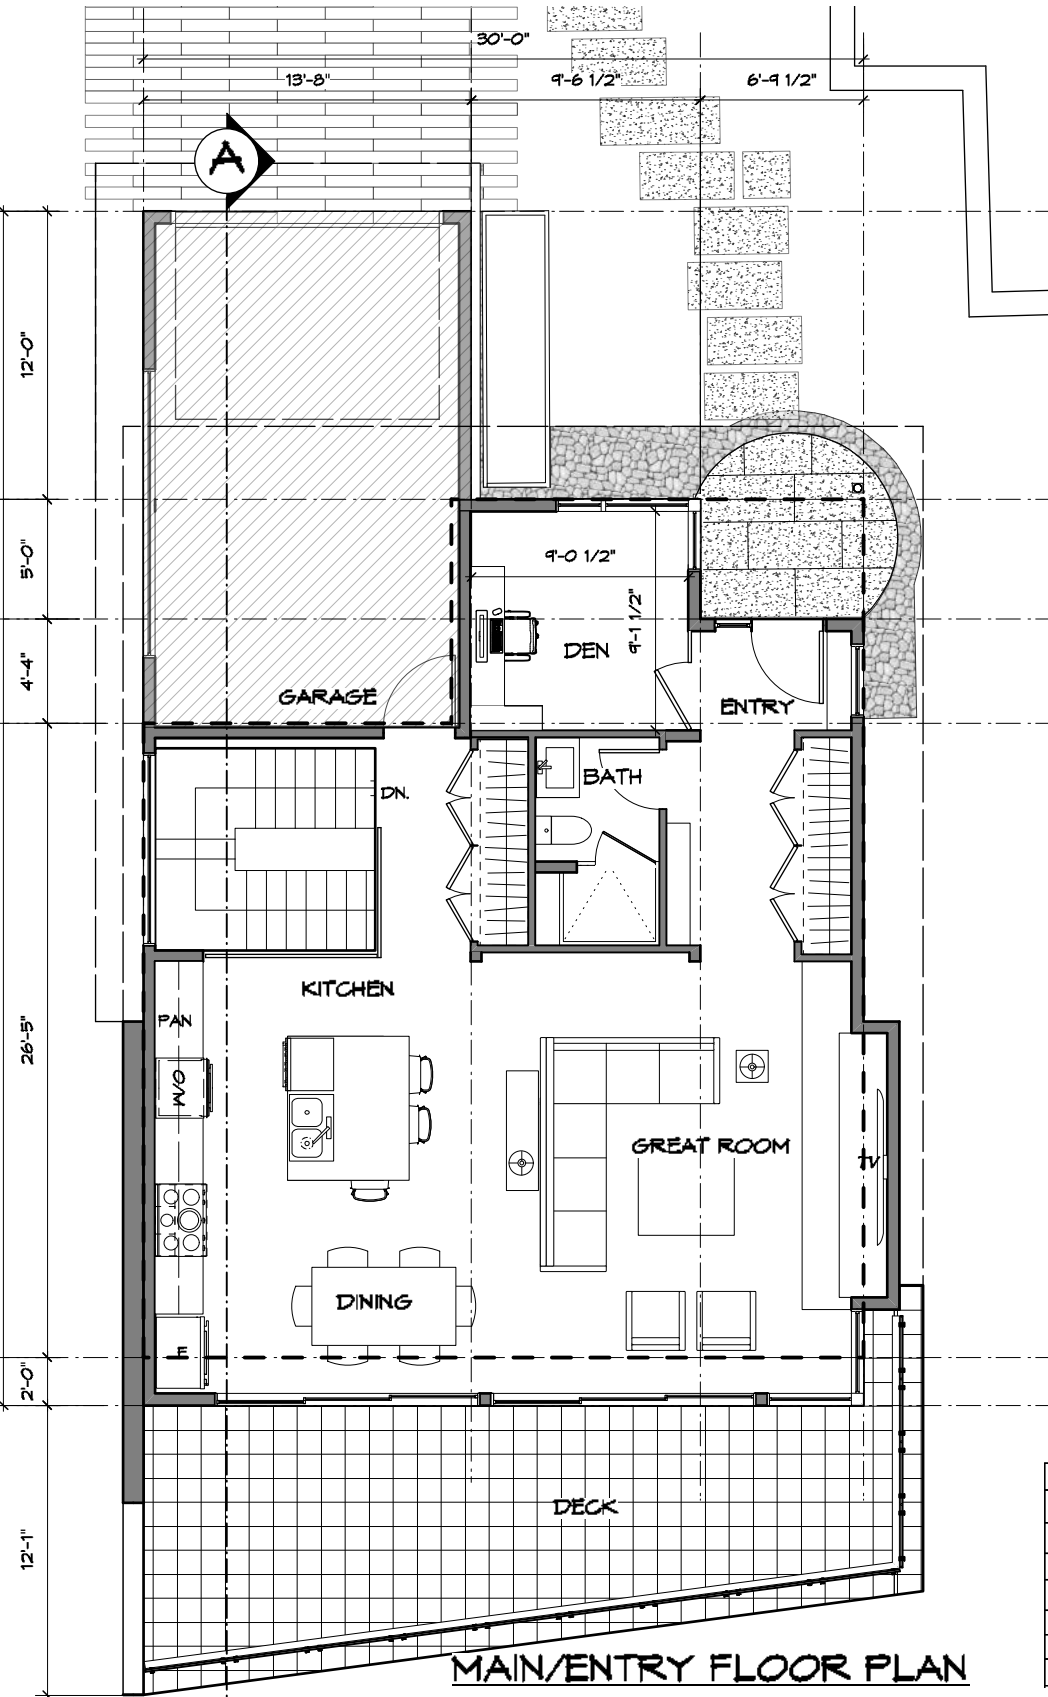 30'-0"
13'-8"
9'-6 1/2"
6'-9 1/2"
A
12'-0"
5'-0"
4'-4"
26'-5"
2'-0"
12'-1"
9'-0 1/2"
9'-1 1/2"
DEN
GARAGE
ENTRY
BATH
DN.
KITCHEN
PAN
W/O
GREAT ROOM
TV
DINING
F
DECK
MAIN/ENTRY FLOOR PLAN